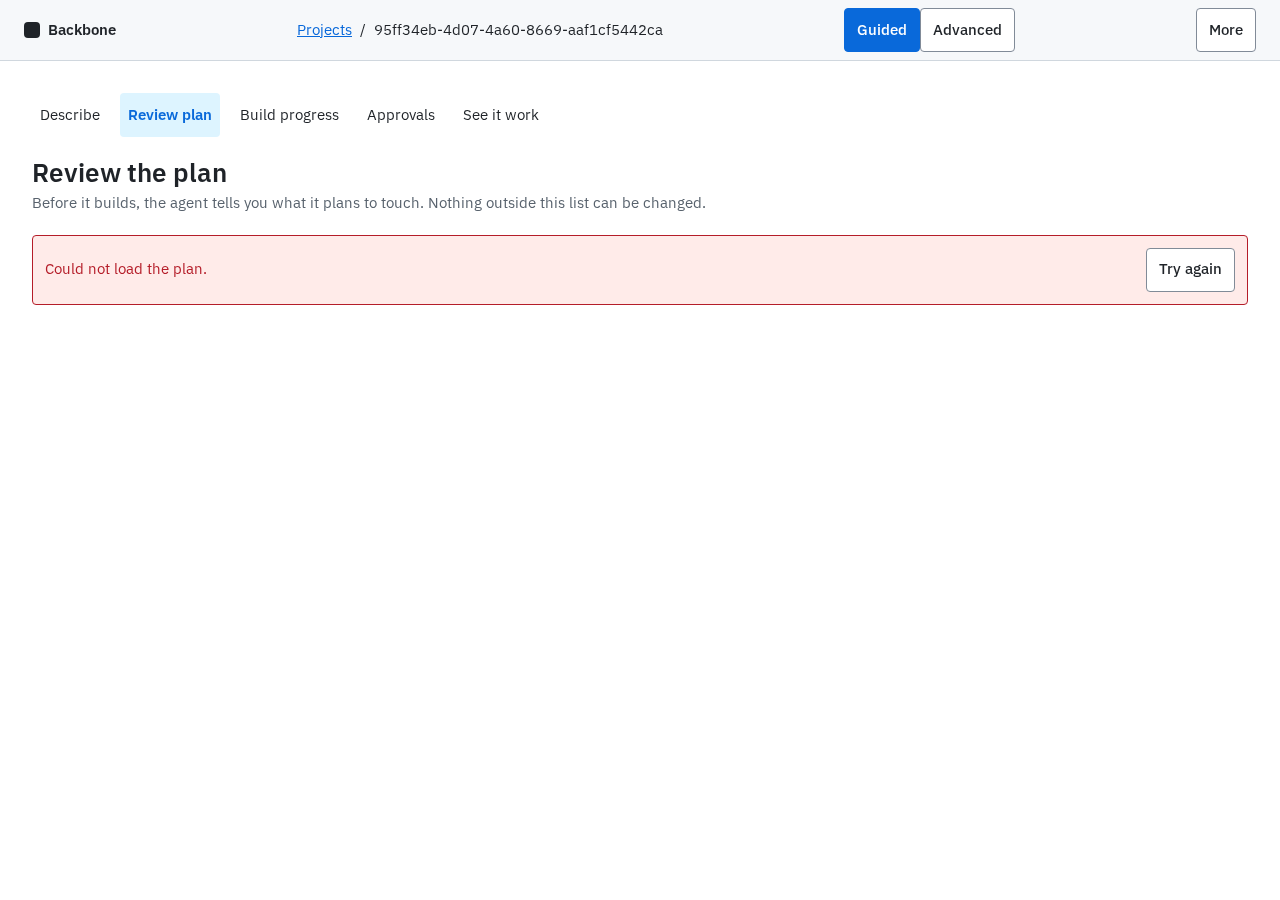 Backbone
Projects / 95ff34eb-4d07-4a60-8669-aaf1cf5442ca
Guided Advanced
More
Describe Review plan Build progress Approvals See it work
Review the plan
Before it builds, the agent tells you what it plans to touch. Nothing outside this list can be changed.
Could not load the plan.
Try again